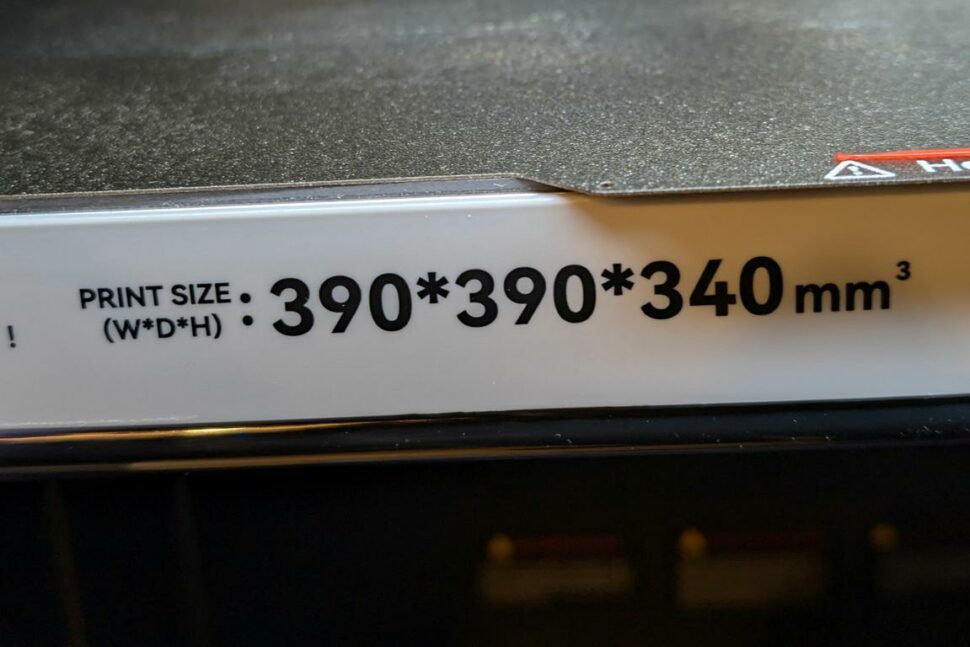 PRINT SIZE
(W*D*H) : 390*390*340 mm³
!